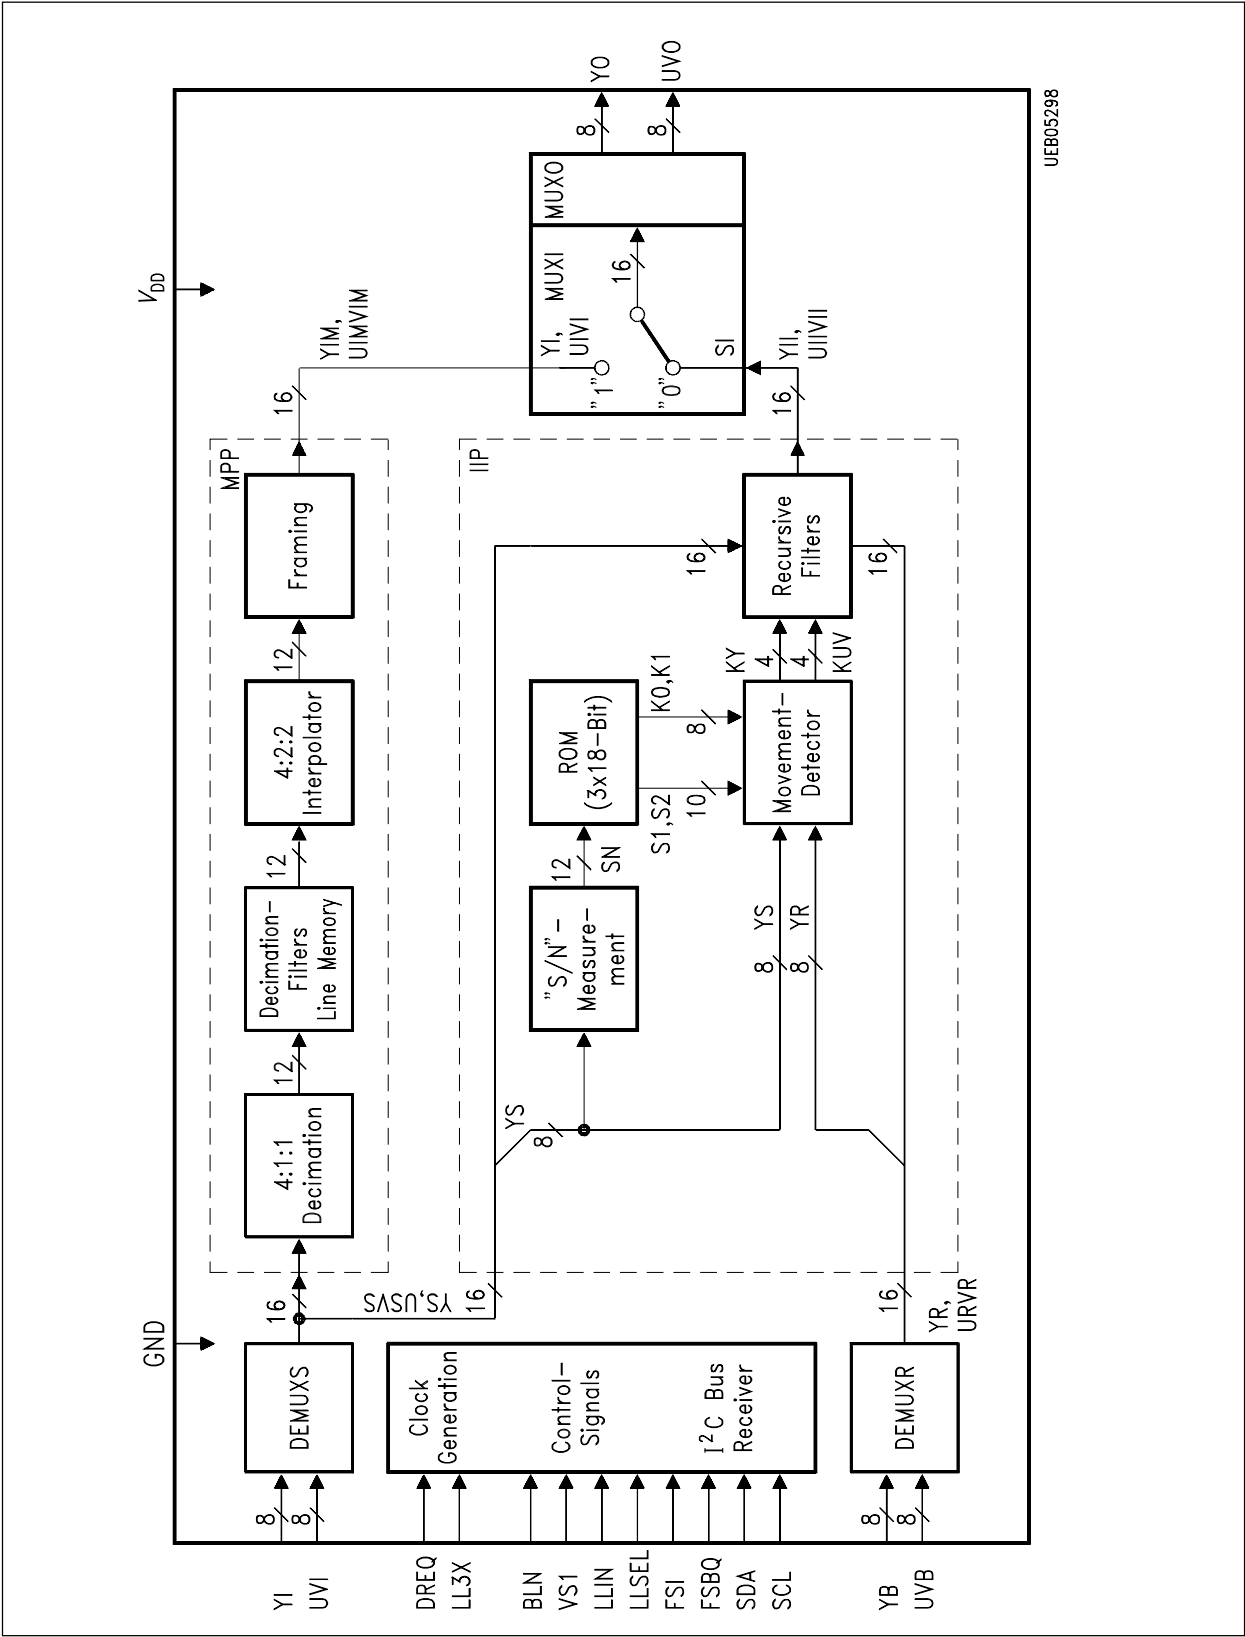 YI
UVI
8
8
DEMUXS
GND
16
YS,USVS
16
MPP
4:1:1
Decimation
12
Decimation-
Filters
Line Memory
12
4:2:2
Interpolator
12
Framing
16
YIM,
UIMVIM
VDD
DREQ
LL3X
BLN
VS1
LLIN
LLSEL
FSI
FSBQ
SDA
SCL
Clock
Generation
Control-
Signals
I²C Bus
Receiver
IIP
YS
8
"S/N"-
Measure-
ment
12
SN
ROM
(3x18-Bit)
K0,K1
8
S1,S2
10
8
YS
8
YR
Movement-
Detector
KY
4
4
KUV
16
Recursive
Filters
16
16
YII,
UIIVII
YI,
UIVI
MUXI
"1"
"0"
SI
16
MUXO
8
YO
8
UVO
YB
UVB
8
8
DEMUXR
16
YR,
URVR
UEB05298